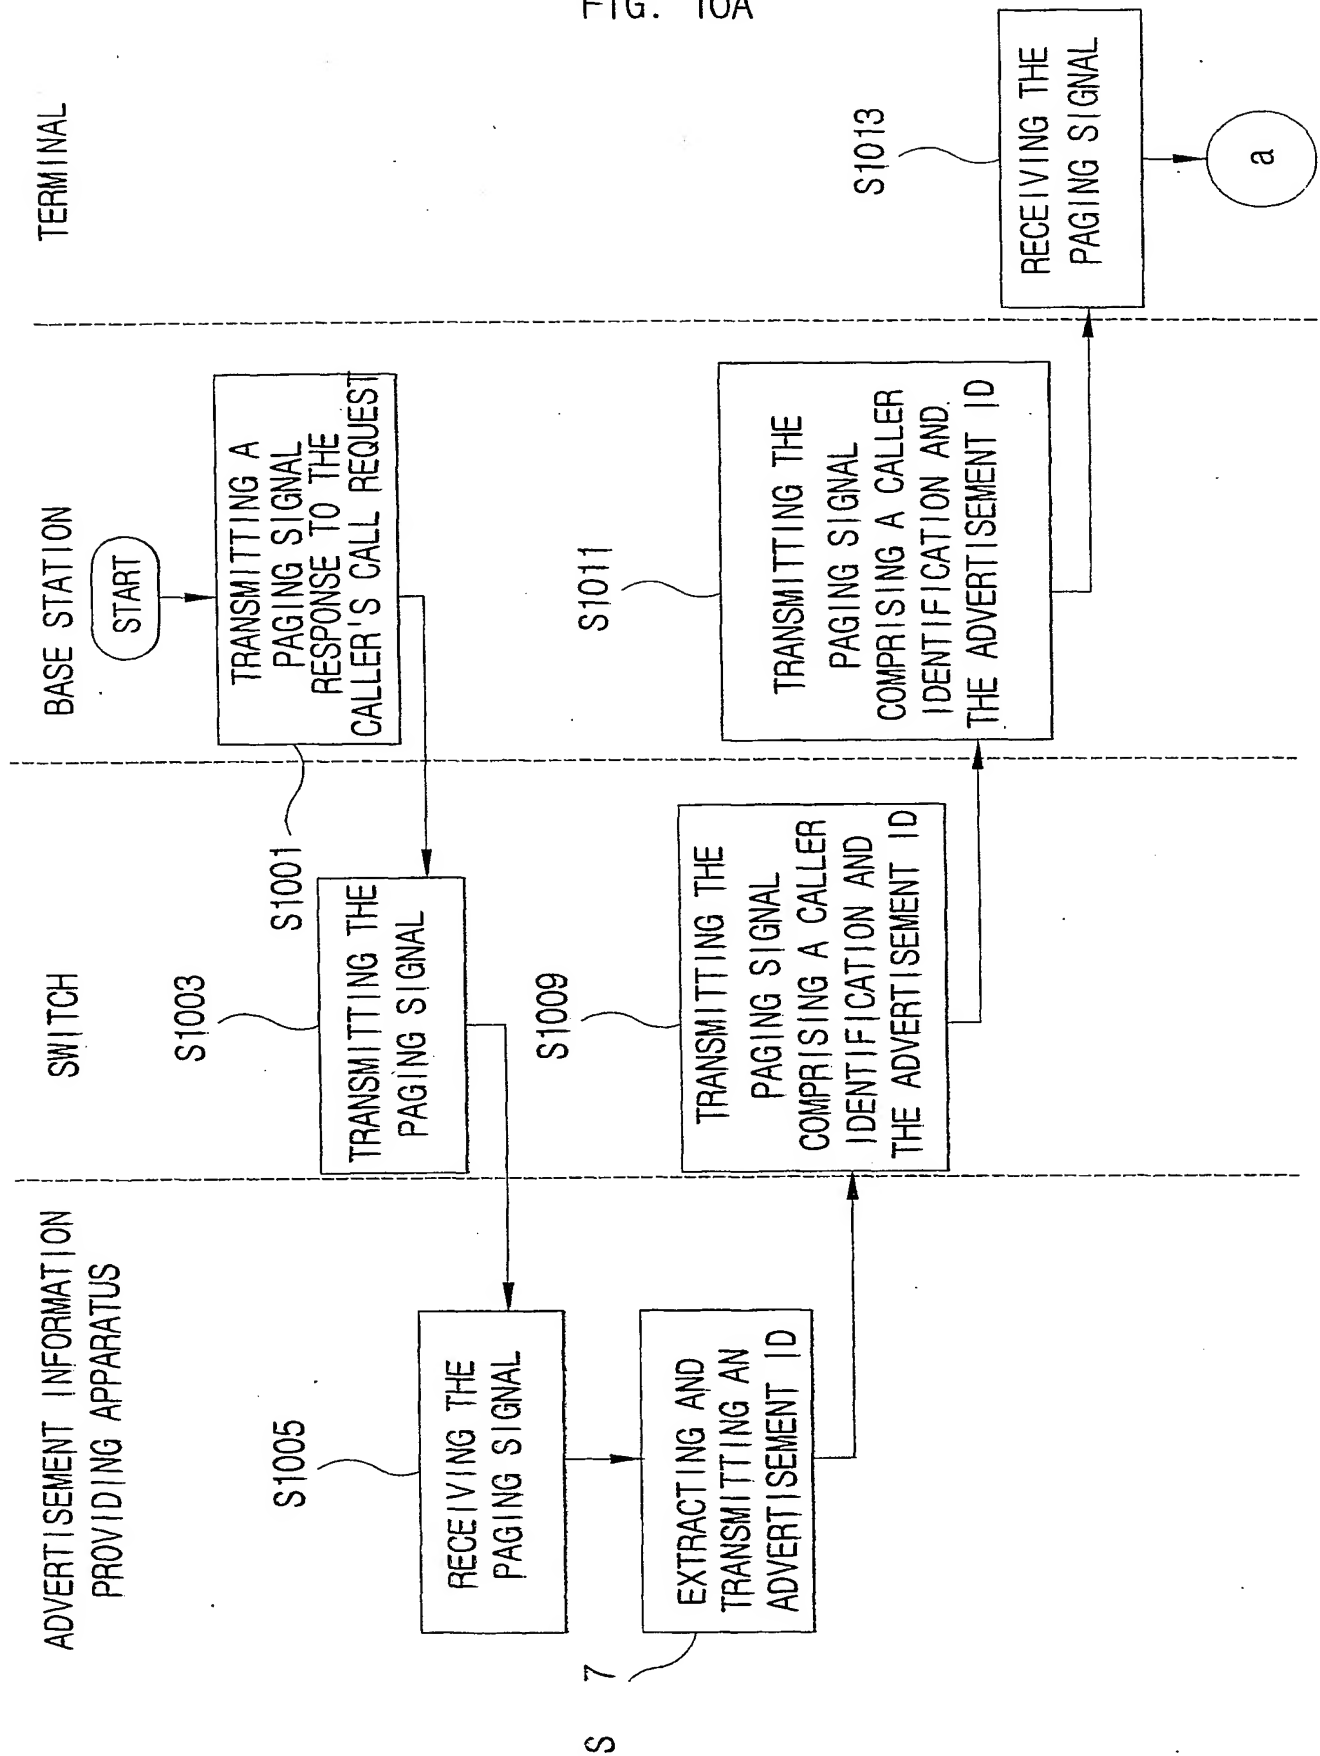 FIG. 10A
ADVERTISEMENT INFORMATION
PROVIDING APPARATUS
SWITCH
BASE STATION
TERMINAL
START
TRANSMITTING A
PAGING SIGNAL
RESPONSE TO THE
CALLER'S CALL REQUEST
S1001
S1003
TRANSMITTING THE
PAGING SIGNAL
S1005
RECEIVING THE
PAGING SIGNAL
S 7
EXTRACTING AND
TRANSMITTING AN
ADVERTISEMENT ID
S1009
TRANSMITTING THE
PAGING SIGNAL
COMPRISING A CALLER
IDENTIFICATION AND
THE ADVERTISEMENT ID
S1011
TRANSMITTING THE
PAGING SIGNAL
COMPRISING A CALLER
IDENTIFICATION AND.
THE ADVERTISEMENT ID
S1013
RECEIVING THE
PAGING SIGNAL
a